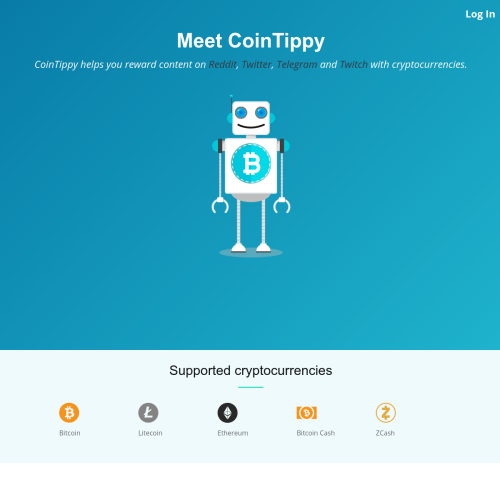 Log In
Meet CoinTippy
CoinTippy helps you reward content on Reddit, Twitter, Telegram and Twitch with cryptocurrencies.
Supported cryptocurrencies
Bitcoin Litecoin Ethereum Bitcoin Cash ZCash